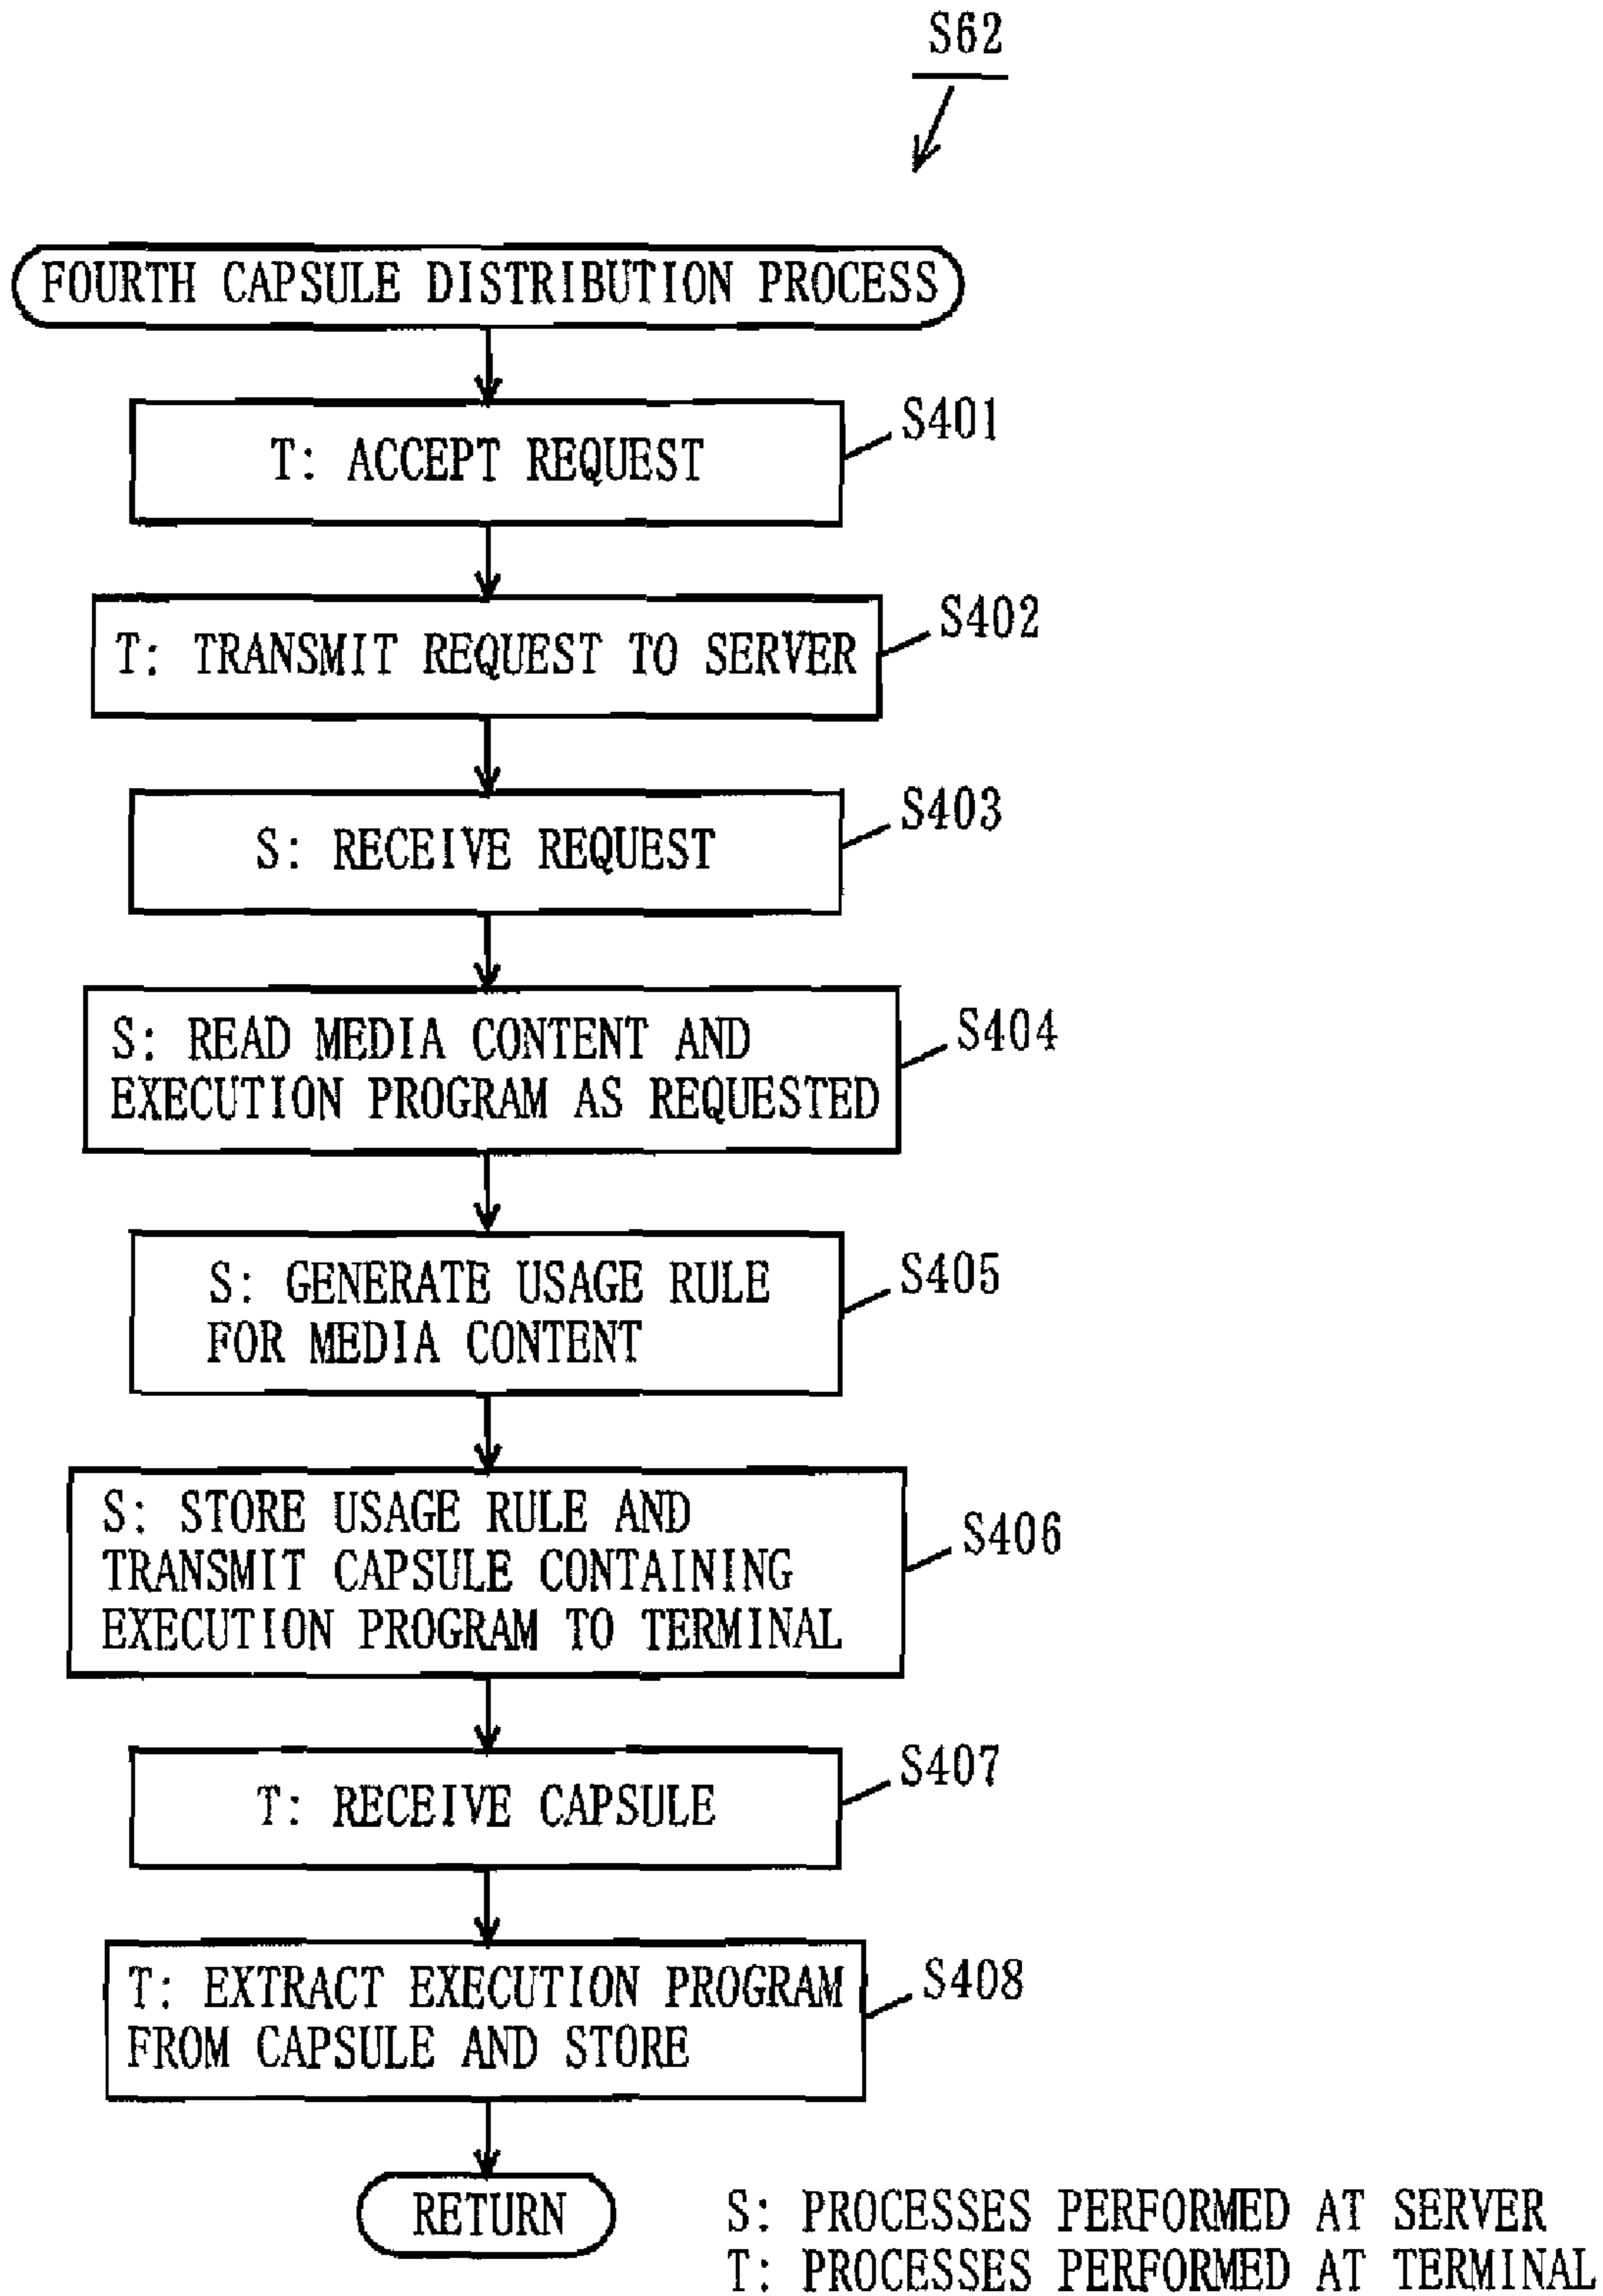 S62
FOURTH CAPSULE DISTRIBUTION PROCESS
T: ACCEPT REQUEST
S401
T: TRANSMIT REQUEST TO SERVER
S402
S: RECEIVE REQUEST
S403
S: READ MEDIA CONTENT AND
EXECUTION PROGRAM AS REQUESTED
S404
S: GENERATE USAGE RULE
FOR MEDIA CONTENT
S405
S: STORE USAGE RULE AND
TRANSMIT CAPSULE CONTAINING
EXECUTION PROGRAM TO TERMINAL
S406
T: RECEIVE CAPSULE
S407
T: EXTRACT EXECUTION PROGRAM
FROM CAPSULE AND STORE
S408
RETURN
S: PROCESSES PERFORMED AT SERVER
T: PROCESSES PERFORMED AT TERMINAL